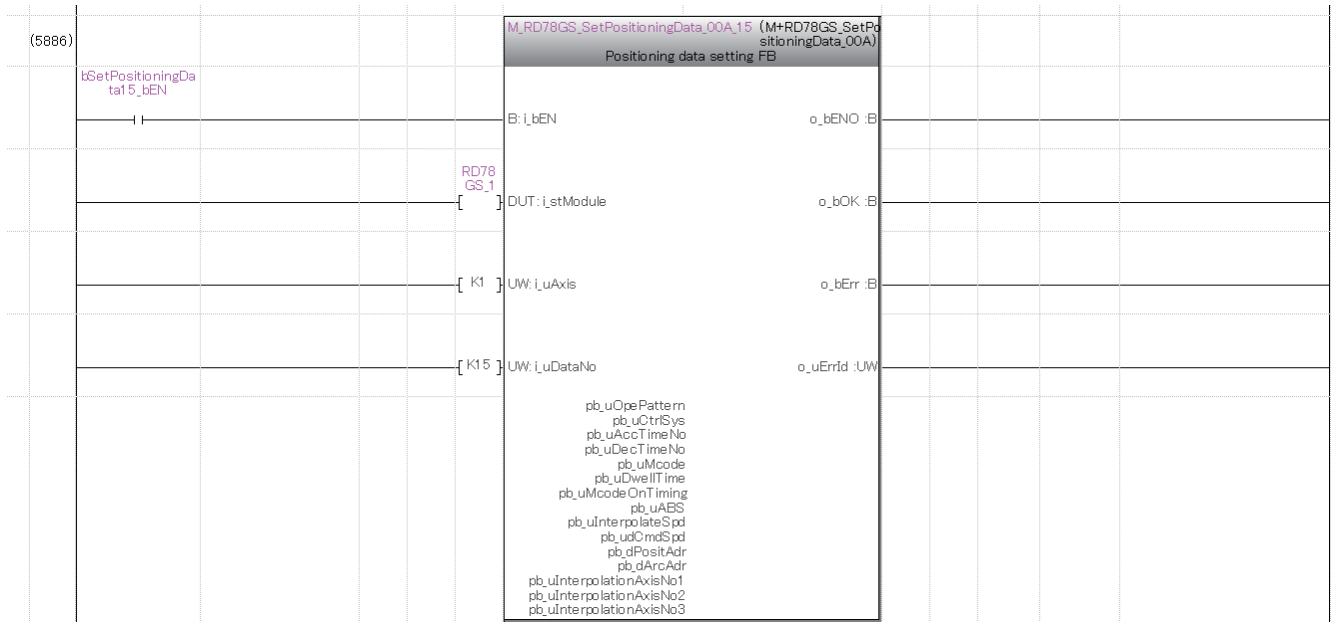 (5886)
M_RD78GS_SetPositioningData_00A_15 (M+RD78GS_SetPo
sitioningData_00A)
Positioning data setting FB
bSetPositioningDa
ta15_bEN
B: i_bEN
o_bENO :B
RD78
GS_1
DUT: i_stModule
o_bOK :B
K1
UW: i_uAxis
o_bErr :B
K15
UW: i_uDataNo
o_uErrId :UW
pb_uOpePattern
pb_uCtrlSys
pb_uAccTimeNo
pb_uDecTimeNo
pb_uMcode
pb_uDwellTime
pb_uMcodeOnTiming
pb_uABS
pb_uInterpolateSpd
pb_udCmdSpd
pb_dPositAdr
pb_dArcAdr
pb_uInterpolationAxisNo1
pb_uInterpolationAxisNo2
pb_uInterpolationAxisNo3